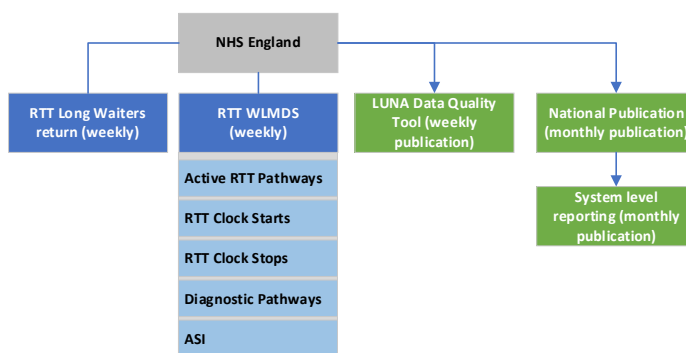 NHS England
RTT Long Waiters
return (weekly)
RTT WLMDS
(weekly)
LUNA Data Quality
Tool (weekly
publication)
National Publication
(monthly publication)
Active RTT Pathways
RTT Clock Starts
RTT Clock Stops
Diagnostic Pathways
ASI
System level
reporting (monthly
publication)